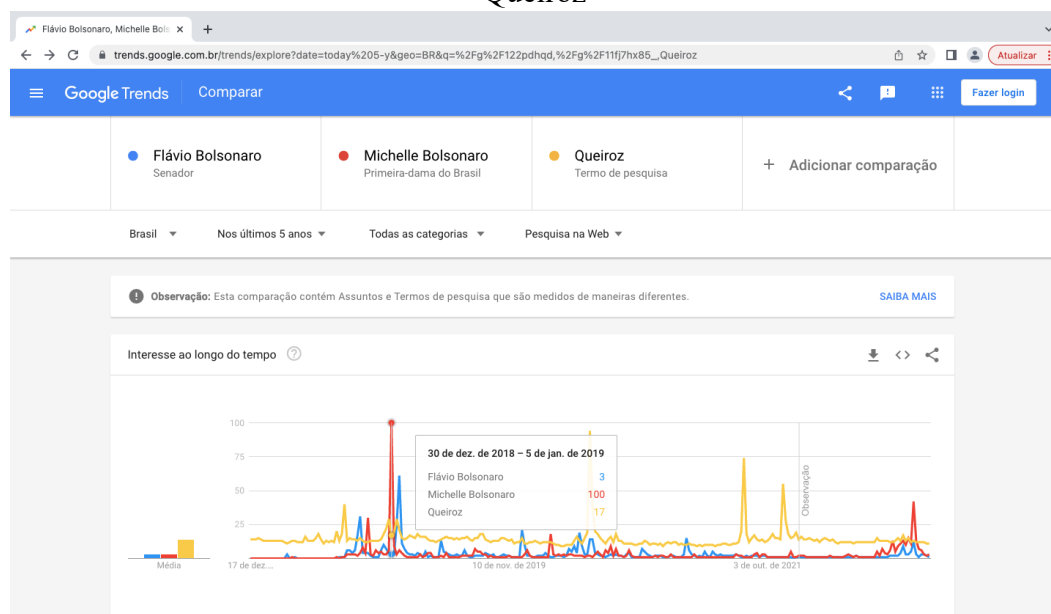 Queiroz
Flávio Bolsonaro, Michelle Bols
trends.google.com.br/trends/explore?date=today%205-y&geo=BR&q=%2Fg%2F122pdhqd,%2Fg%2F11fj7hx85_,Queiroz
Atualizar
Google Trends Comparar
Fazer login
Flávio Bolsonaro
Senador
Michelle Bolsonaro
Primeira-dama do Brasil
Queiroz
Termo de pesquisa
+ Adicionar comparação
Brasil Nos últimos 5 anos Todas as categorias Pesquisa na Web
Observação: Esta comparação contém Assuntos e Termos de pesquisa que são medidos de maneiras diferentes.
SAIBA MAIS
Interesse ao longo do tempo
100
75
50
25
30 de dez. de 2018 – 5 de jan. de 2019
Flávio Bolsonaro 3
Michelle Bolsonaro 100
Queiroz 17
Observação
Média
17 de dez....
10 de nov. de 2019
3 de out. de 2021